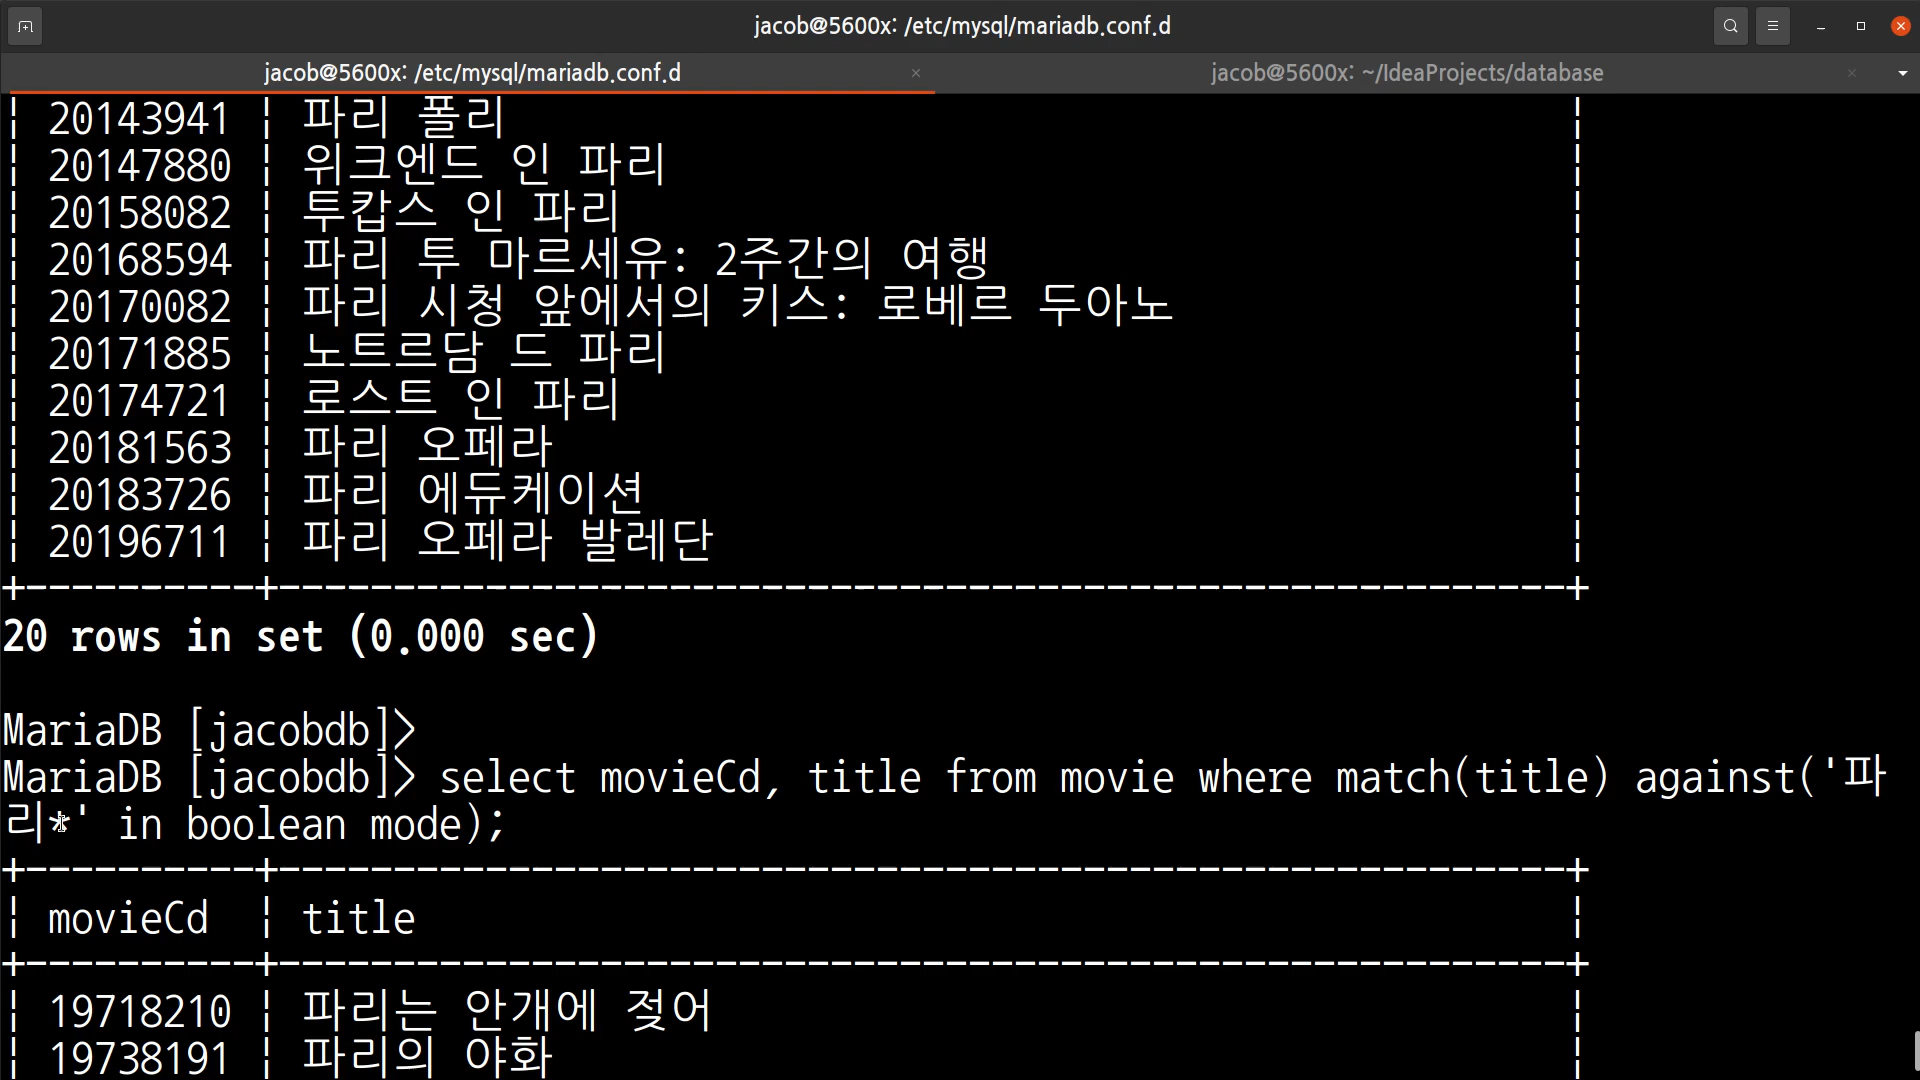 jacob@5600x: /etc/mysql/mariadb.conf.d
jacob@5600x: /etc/mysql/mariadb.conf.d × jacob@5600x: ~/IdeaProjects/database ×
| 20143941 | 파리 폴리 |
| 20147880 | 위크엔드 인 파리 |
| 20158082 | 투캅스 인 파리 |
| 20168594 | 파리 투 마르세유: 2주간의 여행 |
| 20170082 | 파리 시청 앞에서의 키스: 로베르 두아노 |
| 20171885 | 노트르담 드 파리 |
| 20174721 | 로스트 인 파리 |
| 20181563 | 파리 오페라 |
| 20183726 | 파리 에듀케이션 |
| 20196711 | 파리 오페라 발레단 |
+----------+--------------------------------------------------------+
20 rows in set (0.000 sec)
MariaDB [jacobdb]>
MariaDB [jacobdb]> select movieCd, title from movie where match(title) against('파
리*' in boolean mode);
+----------+--------------------------------------------------------+
| movieCd | title |
+----------+--------------------------------------------------------+
| 19718210 | 파리는 안개에 젖어 |
| 19738191 | 파리의 야화 |